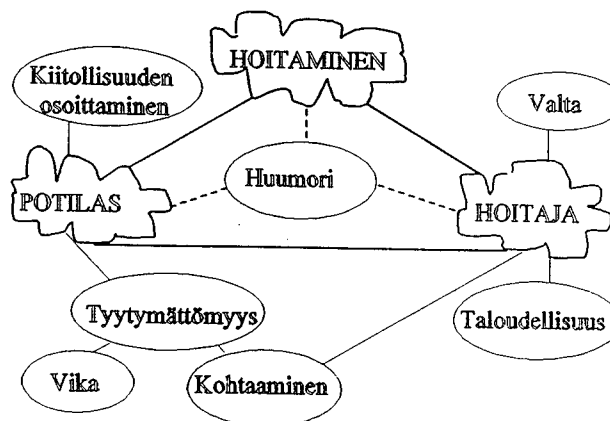 HOITAMINEN
Kiitollisuuden
osoittaminen
Valta
Huumori
POTILAS
HOITAJA
Tyytymättömyys
Taloudellisuus
Vika
Kohtaaminen